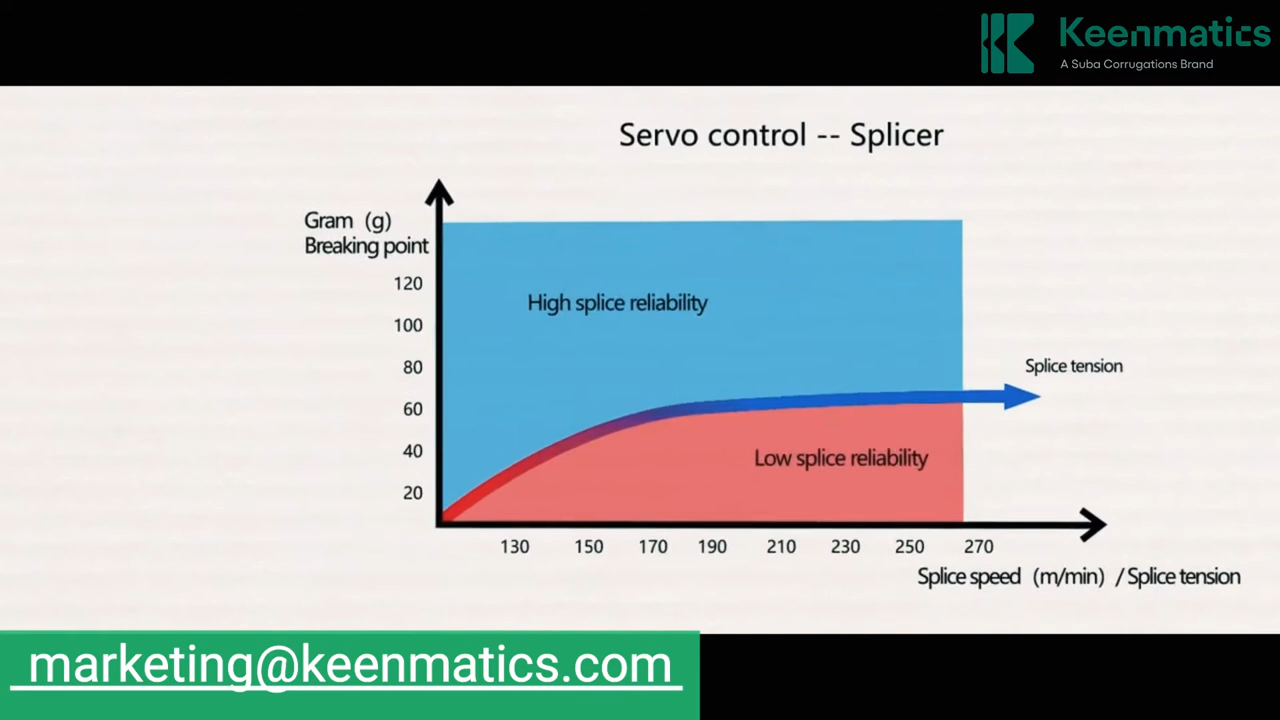 Keenmatics
A Suba Corrugations Brand
Servo control -- Splicer
Gram (g)
Breaking point
120
100
80
60
40
20
High splice reliability
Splice tension
Low splice reliability
130 150 170 190 210 230 250 270
Splice speed (m/min) / Splice tension
marketing@keenmatics.com